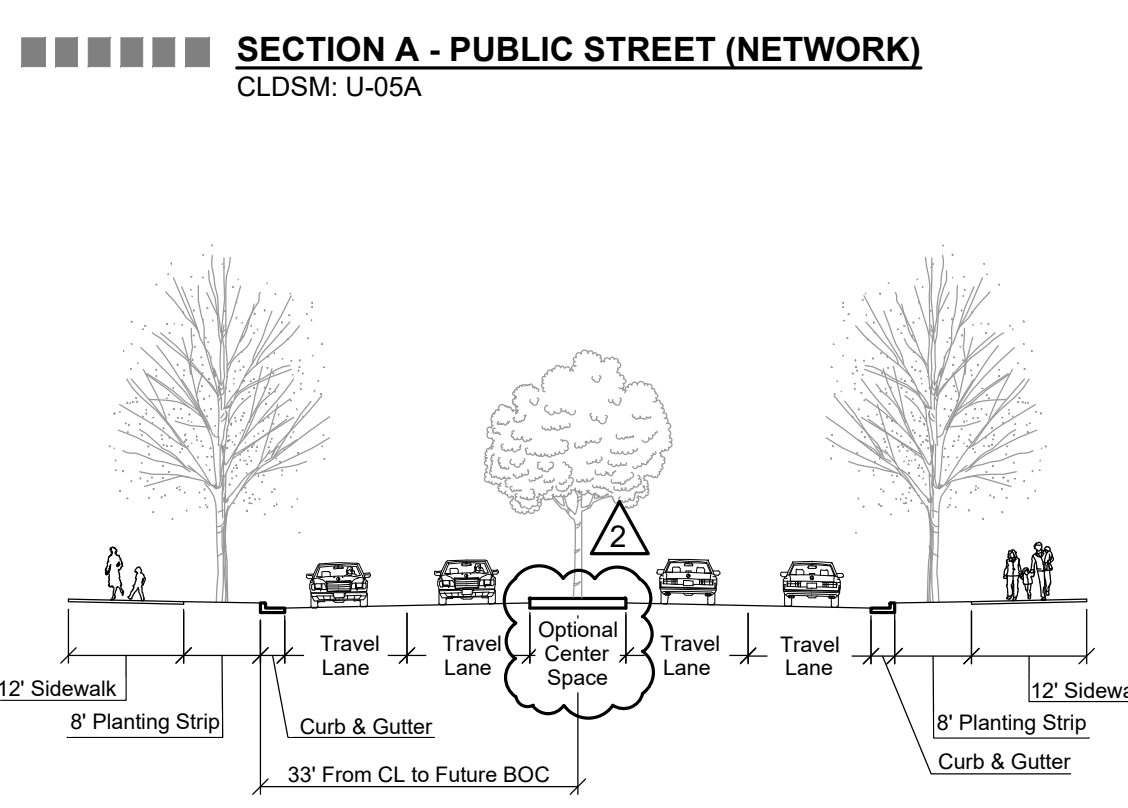 SECTION A - PUBLIC STREET (NETWORK)
CLDSM: U-05A
2
Travel
Lane
Travel
Lane
Optional
Center
Space
Travel
Lane
Travel
Lane
12' Sidewalk
12'
8' Planting Strip
8' Planting Strip
Curb & Gutter
Curb & Gutter
33' From CL to Future BOC